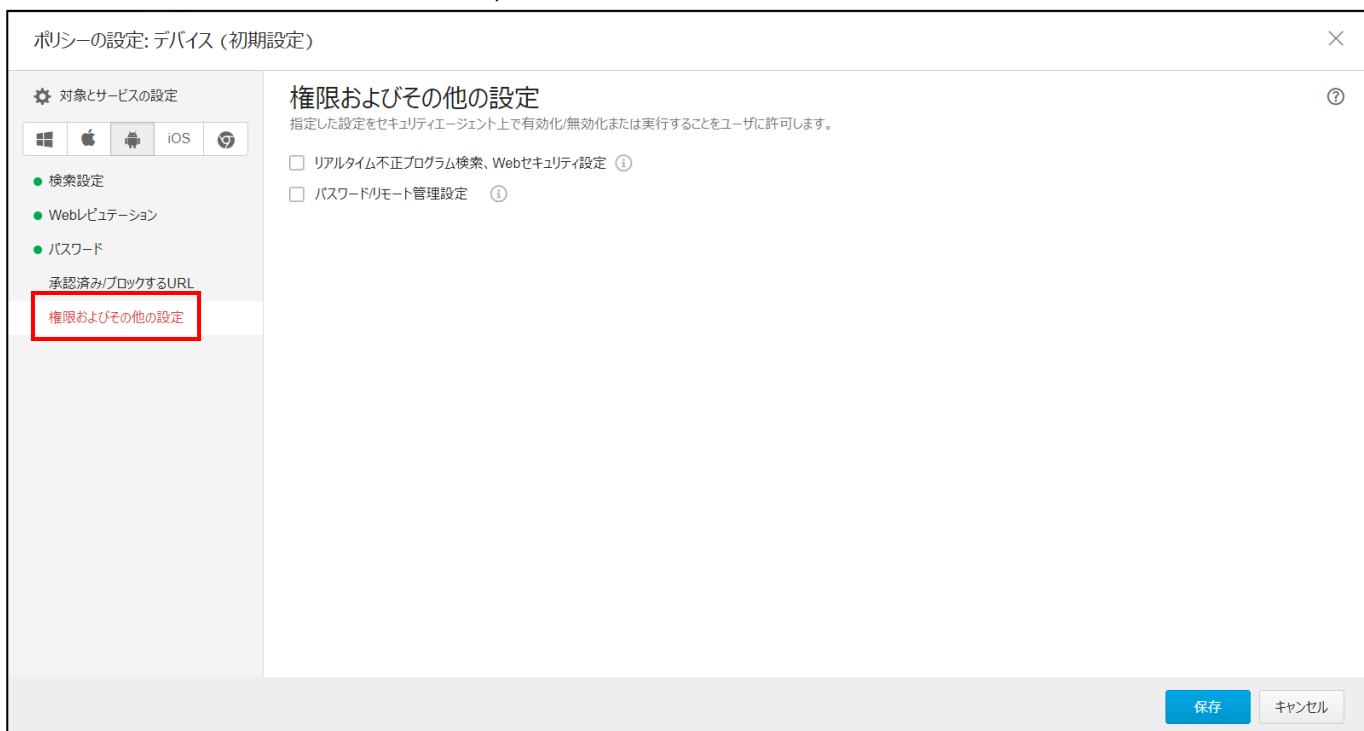 ポリシーの設定: デバイス (初期設定)
対象とサービスの設定
iOS
検索設定
Webレピュテーション
パスワード
承認済み/ブロックするURL
権限およびその他の設定
権限およびその他の設定
指定した設定をセキュリティエージェント上で有効化/無効化または実行することをユーザに許可します。
リアルタイム不正プログラム検索、Webセキュリティ設定
パスワード/リモート管理設定
保存
キャンセル